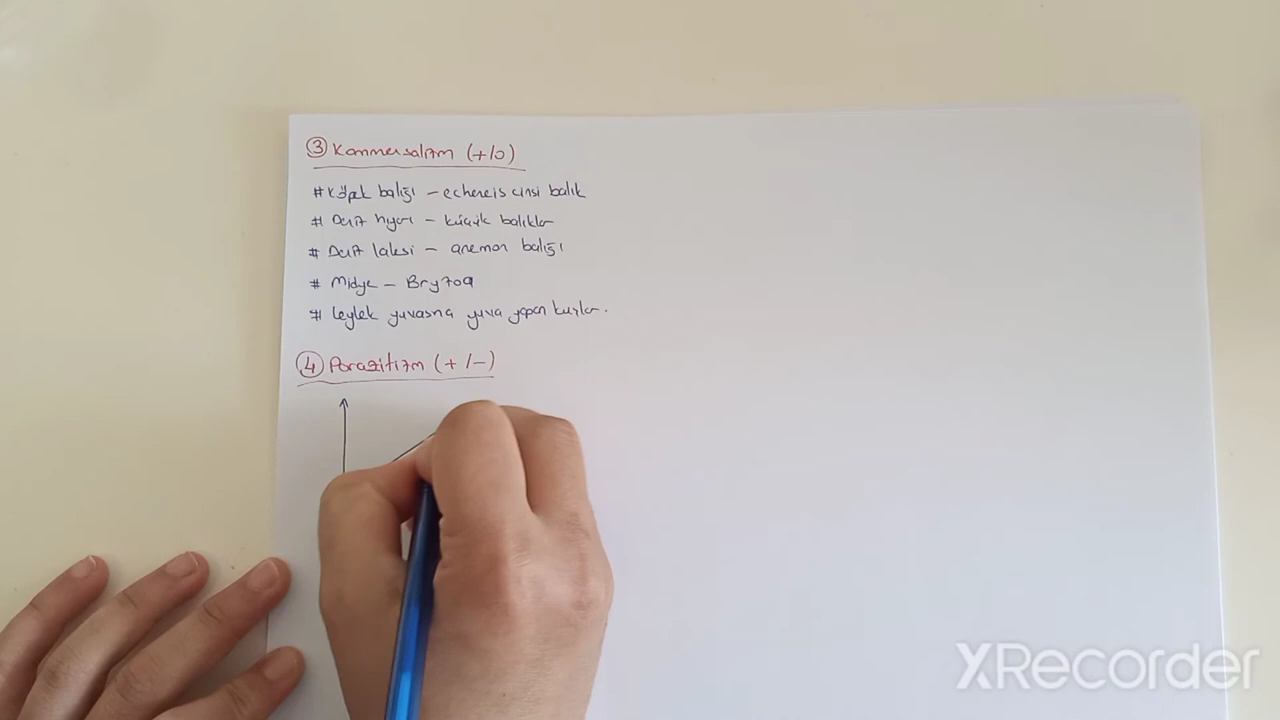 ③ Kommensalizm (+/0)
# Köpek balığı – echeneis cinsi balık
# Deniz hıyarı – küçük balıklar
# Deniz lalesi – anemon balığı
# Midye – Bryzoa
# Leylek yuvasına yuva yapan kuşlar.
④ Parazitizm (+/–)
XRecorder